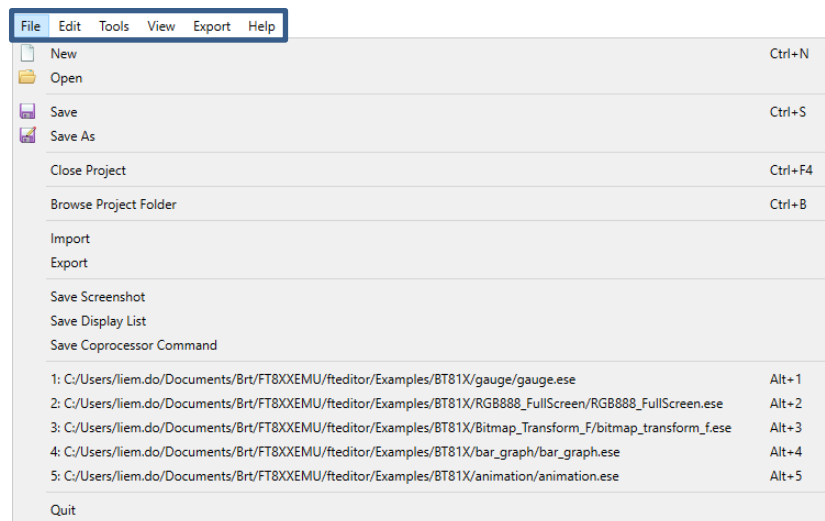 File Edit Tools View Export Help
New Ctrl+N
Open
Save Ctrl+S
Save As
Close Project Ctrl+F4
Browse Project Folder Ctrl+B
Import
Export
Save Screenshot
Save Display List
Save Coprocessor Command
1: C:/Users/liem.do/Documents/Brt/FT8XXEMU/fteditor/Examples/BT81X/gauge/gauge.ese Alt+1
2: C:/Users/liem.do/Documents/Brt/FT8XXEMU/fteditor/Examples/BT81X/RGB888_FullScreen/RGB888_FullScreen.ese Alt+2
3: C:/Users/liem.do/Documents/Brt/FT8XXEMU/fteditor/Examples/BT81X/Bitmap_Transform_F/bitmap_transform_f.ese Alt+3
4: C:/Users/liem.do/Documents/Brt/FT8XXEMU/fteditor/Examples/BT81X/bar_graph/bar_graph.ese Alt+4
5: C:/Users/liem.do/Documents/Brt/FT8XXEMU/fteditor/Examples/BT81X/animation/animation.ese Alt+5
Quit